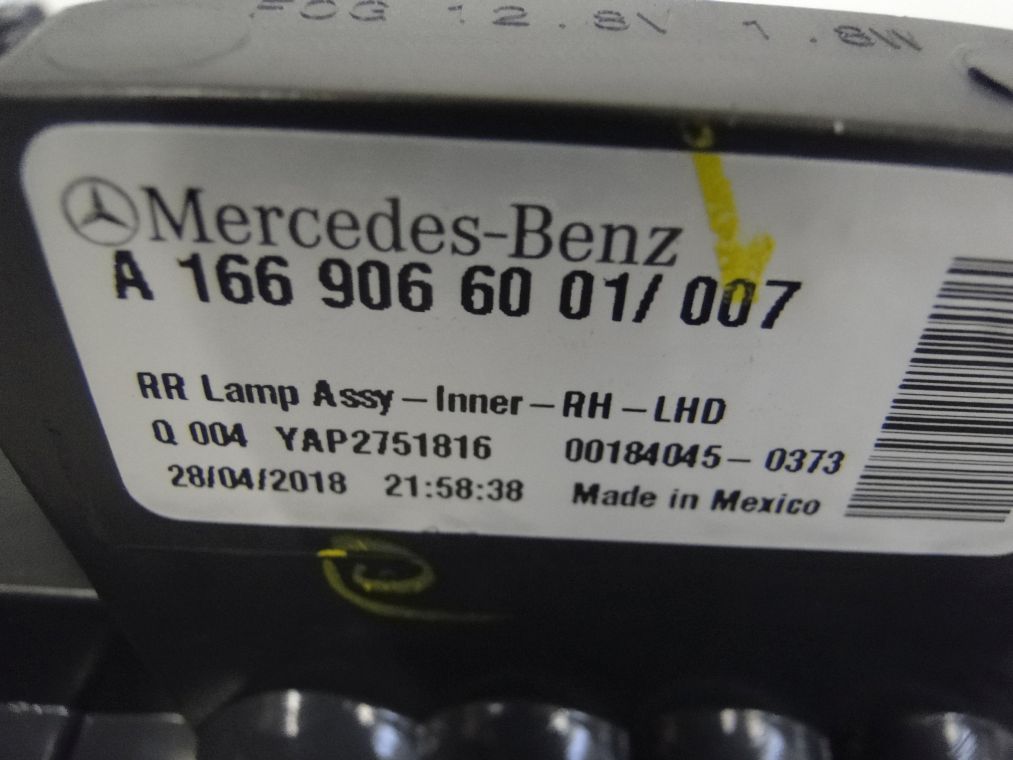 FOG 12.8V 1.8W
Mercedes-Benz
A 166 906 60 01/ 007
RR Lamp Assy-Inner-RH-LHD
Q 004 YAP2751816 00184045-0373
28/04/2018 21:58:38 Made in Mexico